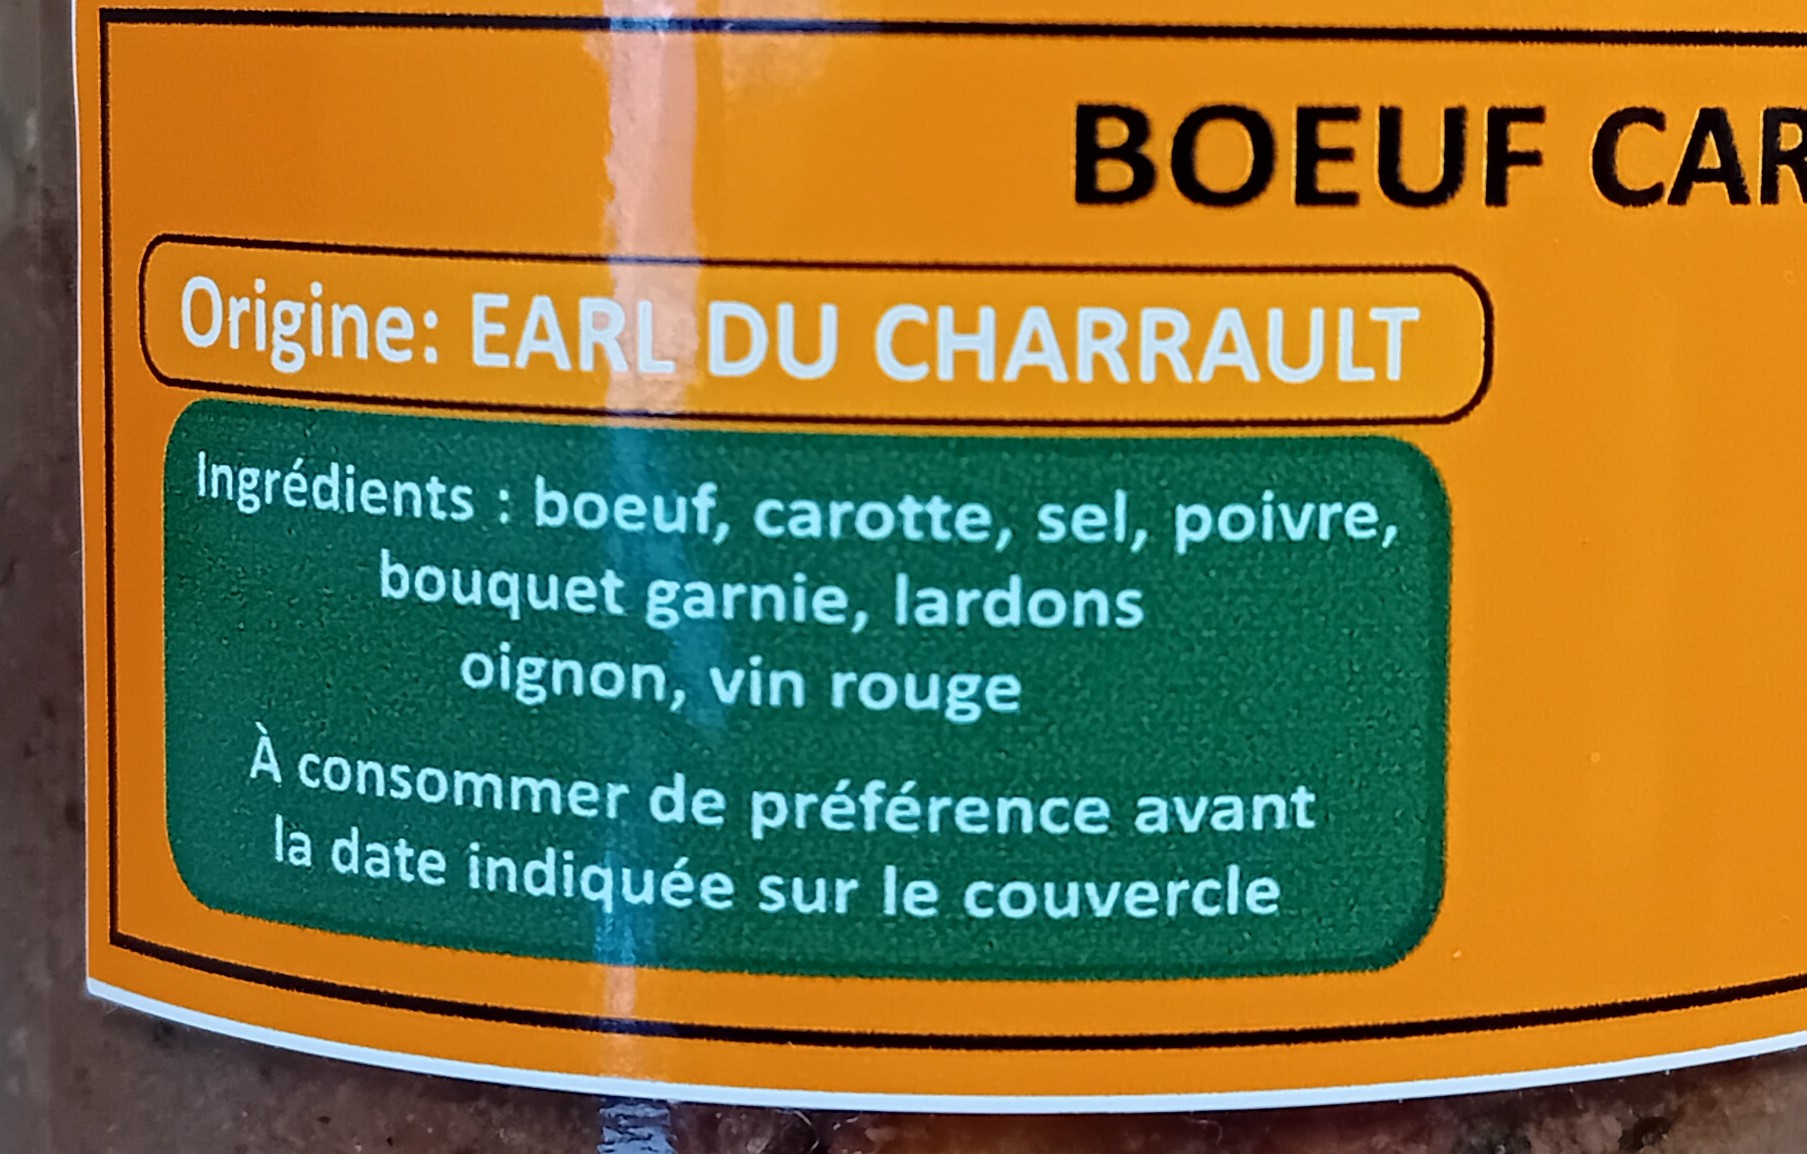 BOEUF CAR
Origine: EARL DU CHARRAULT
Ingrédients : boeuf, carotte, sel, poivre,
bouquet garnie, lardons
oignon, vin rouge
À consommer de préférence avant
la date indiquée sur le couvercle